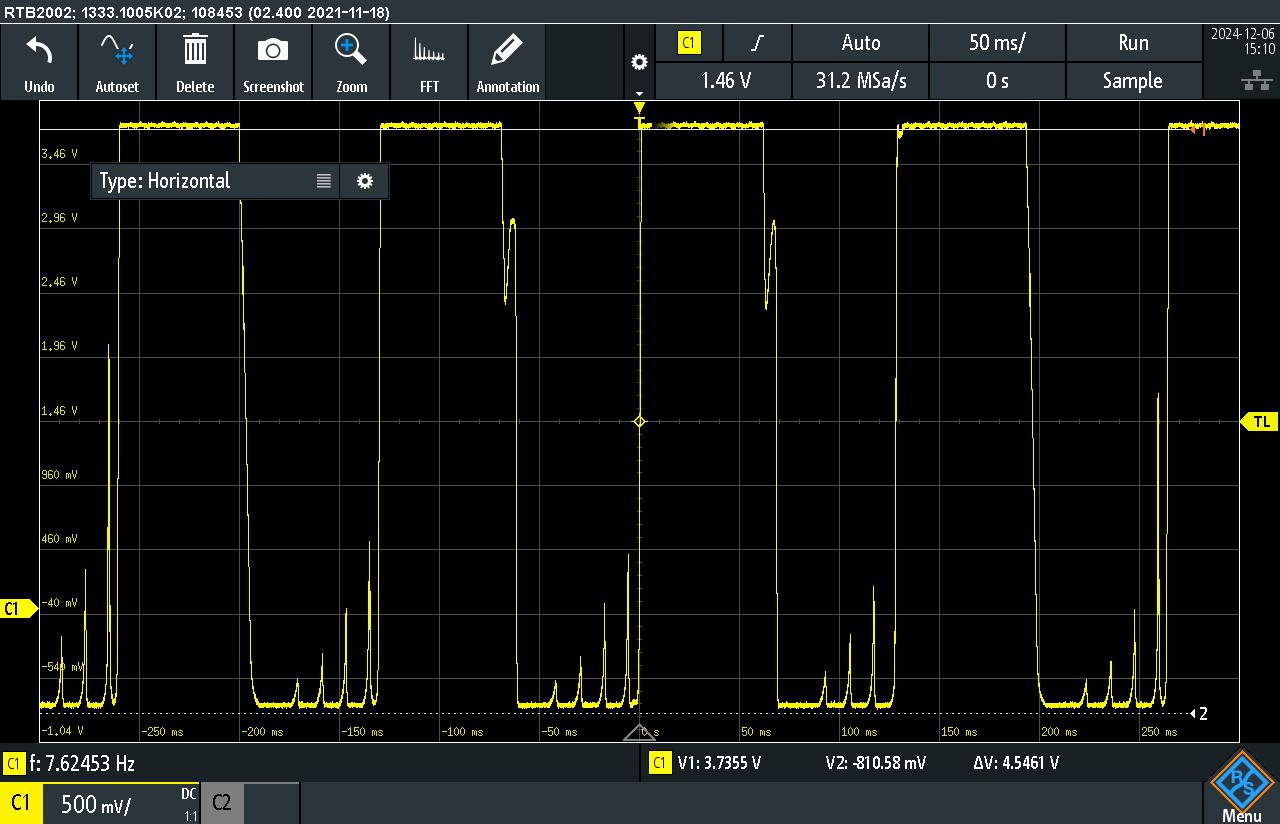 RTB2002; 1333.1005K02; 108453 (02.400 2021-11-18)
Undo
Autoset
Delete
Screenshot
Zoom
FFT
Annotation
C1
Auto
50 ms/
Run
1.46 V
31.2 MSa/s
0 s
Sample
2024-12-06
15:10
T
3.46 V
Type: Horizontal
2.96 V
2.46 V
1.96 V
1.46 V
TL
960 mV
460 mV
C1
-40 mV
-540 mV
2
-1.04 V
-250 ms
-200 ms
-150 ms
-100 ms
-50 ms
0 s
50 ms
100 ms
150 ms
200 ms
250 ms
C1 f: 7.62453 Hz
C1 V1: 3.7355 V
V2: -810.58 mV
ΔV: 4.5461 V
C1
500 mV/
DC
1:1
C2
R S
Menu